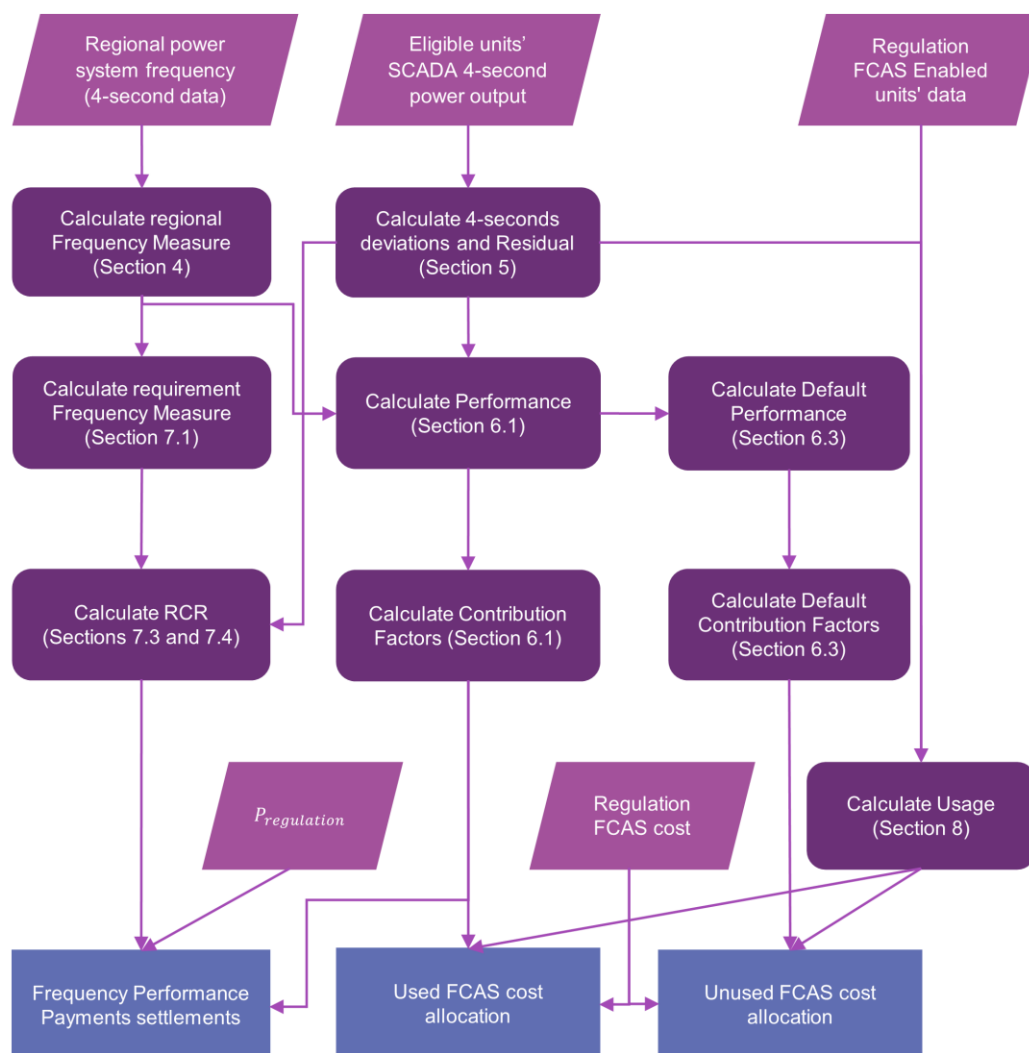 Regional power
system frequency
(4-second data)
Eligible units’
SCADA 4-second
power output
Regulation
FCAS Enabled
units' data
Calculate regional
Frequency Measure
(Section 4)
Calculate 4-seconds
deviations and Residual
(Section 5)
Calculate requirement
Frequency Measure
(Section 7.1)
Calculate Performance
(Section 6.1)
Calculate Default
Performance
(Section 6.3)
Calculate RCR
(Sections 7.3 and 7.4)
Calculate Contribution
Factors (Section 6.1)
Calculate Default
Contribution Factors
(Section 6.3)
P_regulation
Regulation
FCAS cost
Calculate Usage
(Section 8)
Frequency Performance
Payments settlements
Used FCAS cost
allocation
Unused FCAS cost
allocation